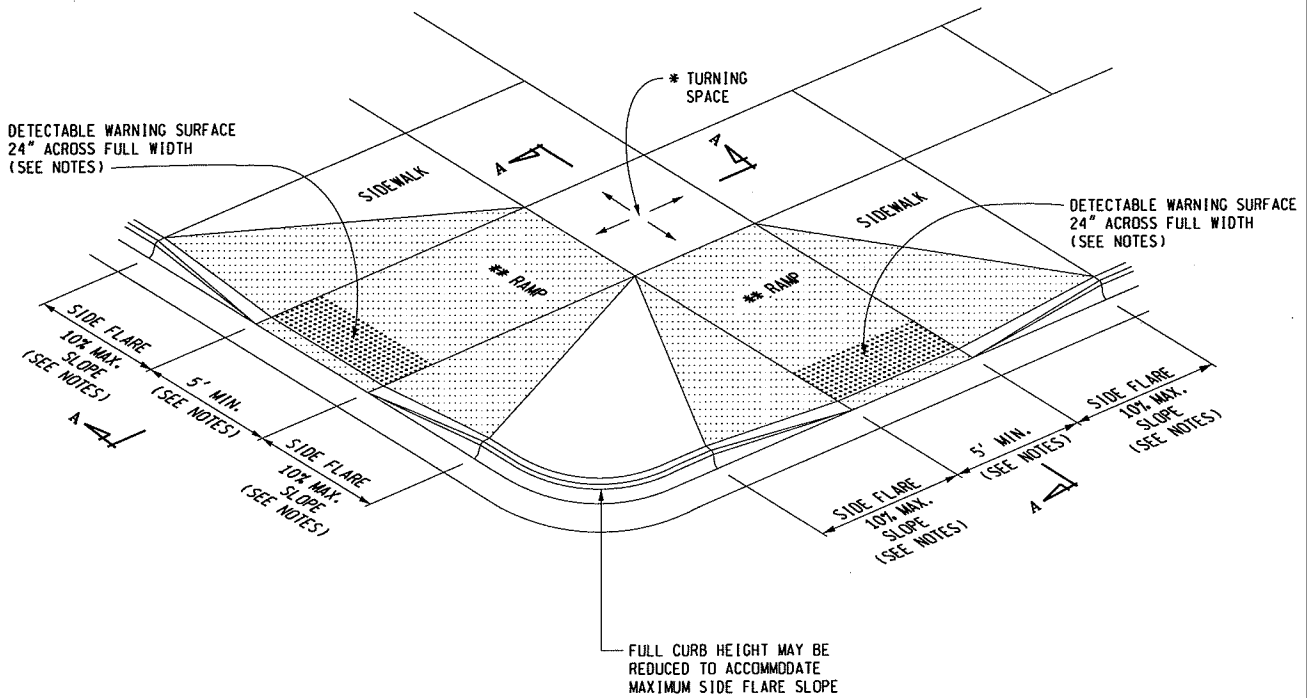 * TURNING
SPACE
DETECTABLE WARNING SURFACE
24" ACROSS FULL WIDTH
(SEE NOTES)
A
A
SIDEWALK
SIDEWALK
DETECTABLE WARNING SURFACE
24" ACROSS FULL WIDTH
(SEE NOTES)
** RAMP
** RAMP
SIDE FLARE
10% MAX.
SLOPE
(SEE NOTES)
5' MIN.
(SEE NOTES)
SIDE FLARE
10% MAX.
SLOPE
(SEE NOTES)
A
SIDE FLARE
10% MAX.
SLOPE
(SEE NOTES)
5' MIN.
(SEE NOTES)
SIDE FLARE
10% MAX.
SLOPE
(SEE NOTES)
A
FULL CURB HEIGHT MAY BE
REDUCED TO ACCOMMODATE
MAXIMUM SIDE FLARE SLOPE